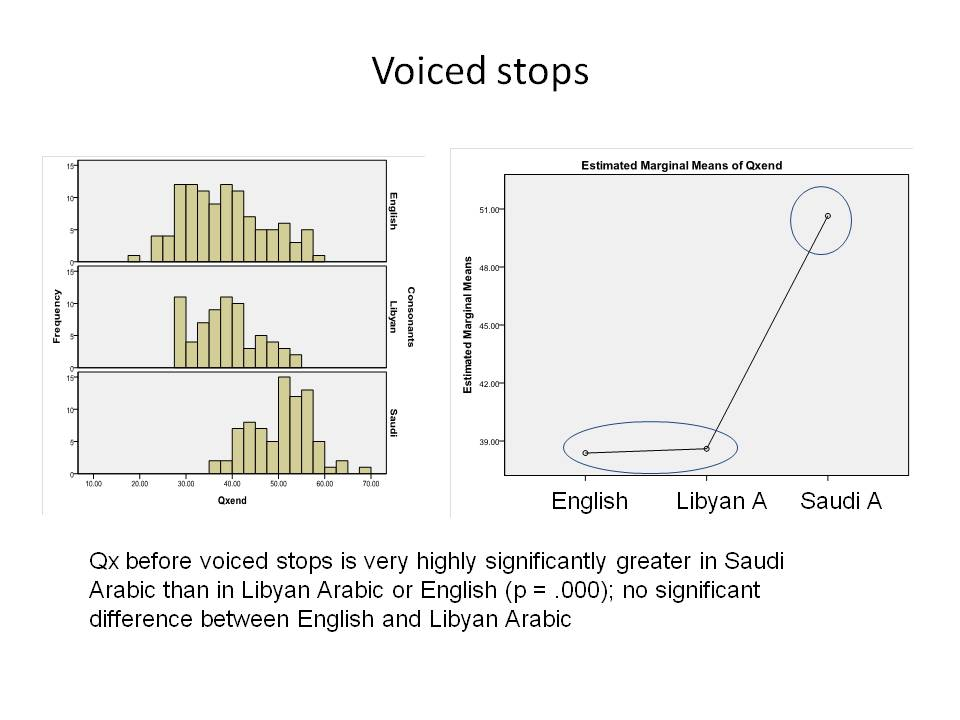 Voiced stops
15
10
5
0
English
15
10
5
0
Libyan
15
10
5
0
Saudi
Frequency
Consonants
10.00 20.00 30.00 40.00 50.00 60.00 70.00
Qxend
Estimated Marginal Means of Qxend
Estimated Marginal Means
51.00
48.00
45.00
42.00
39.00
English Libyan A Saudi A
Qx before voiced stops is very highly significantly greater in Saudi
Arabic than in Libyan Arabic or English (p = .000); no significant
difference between English and Libyan Arabic